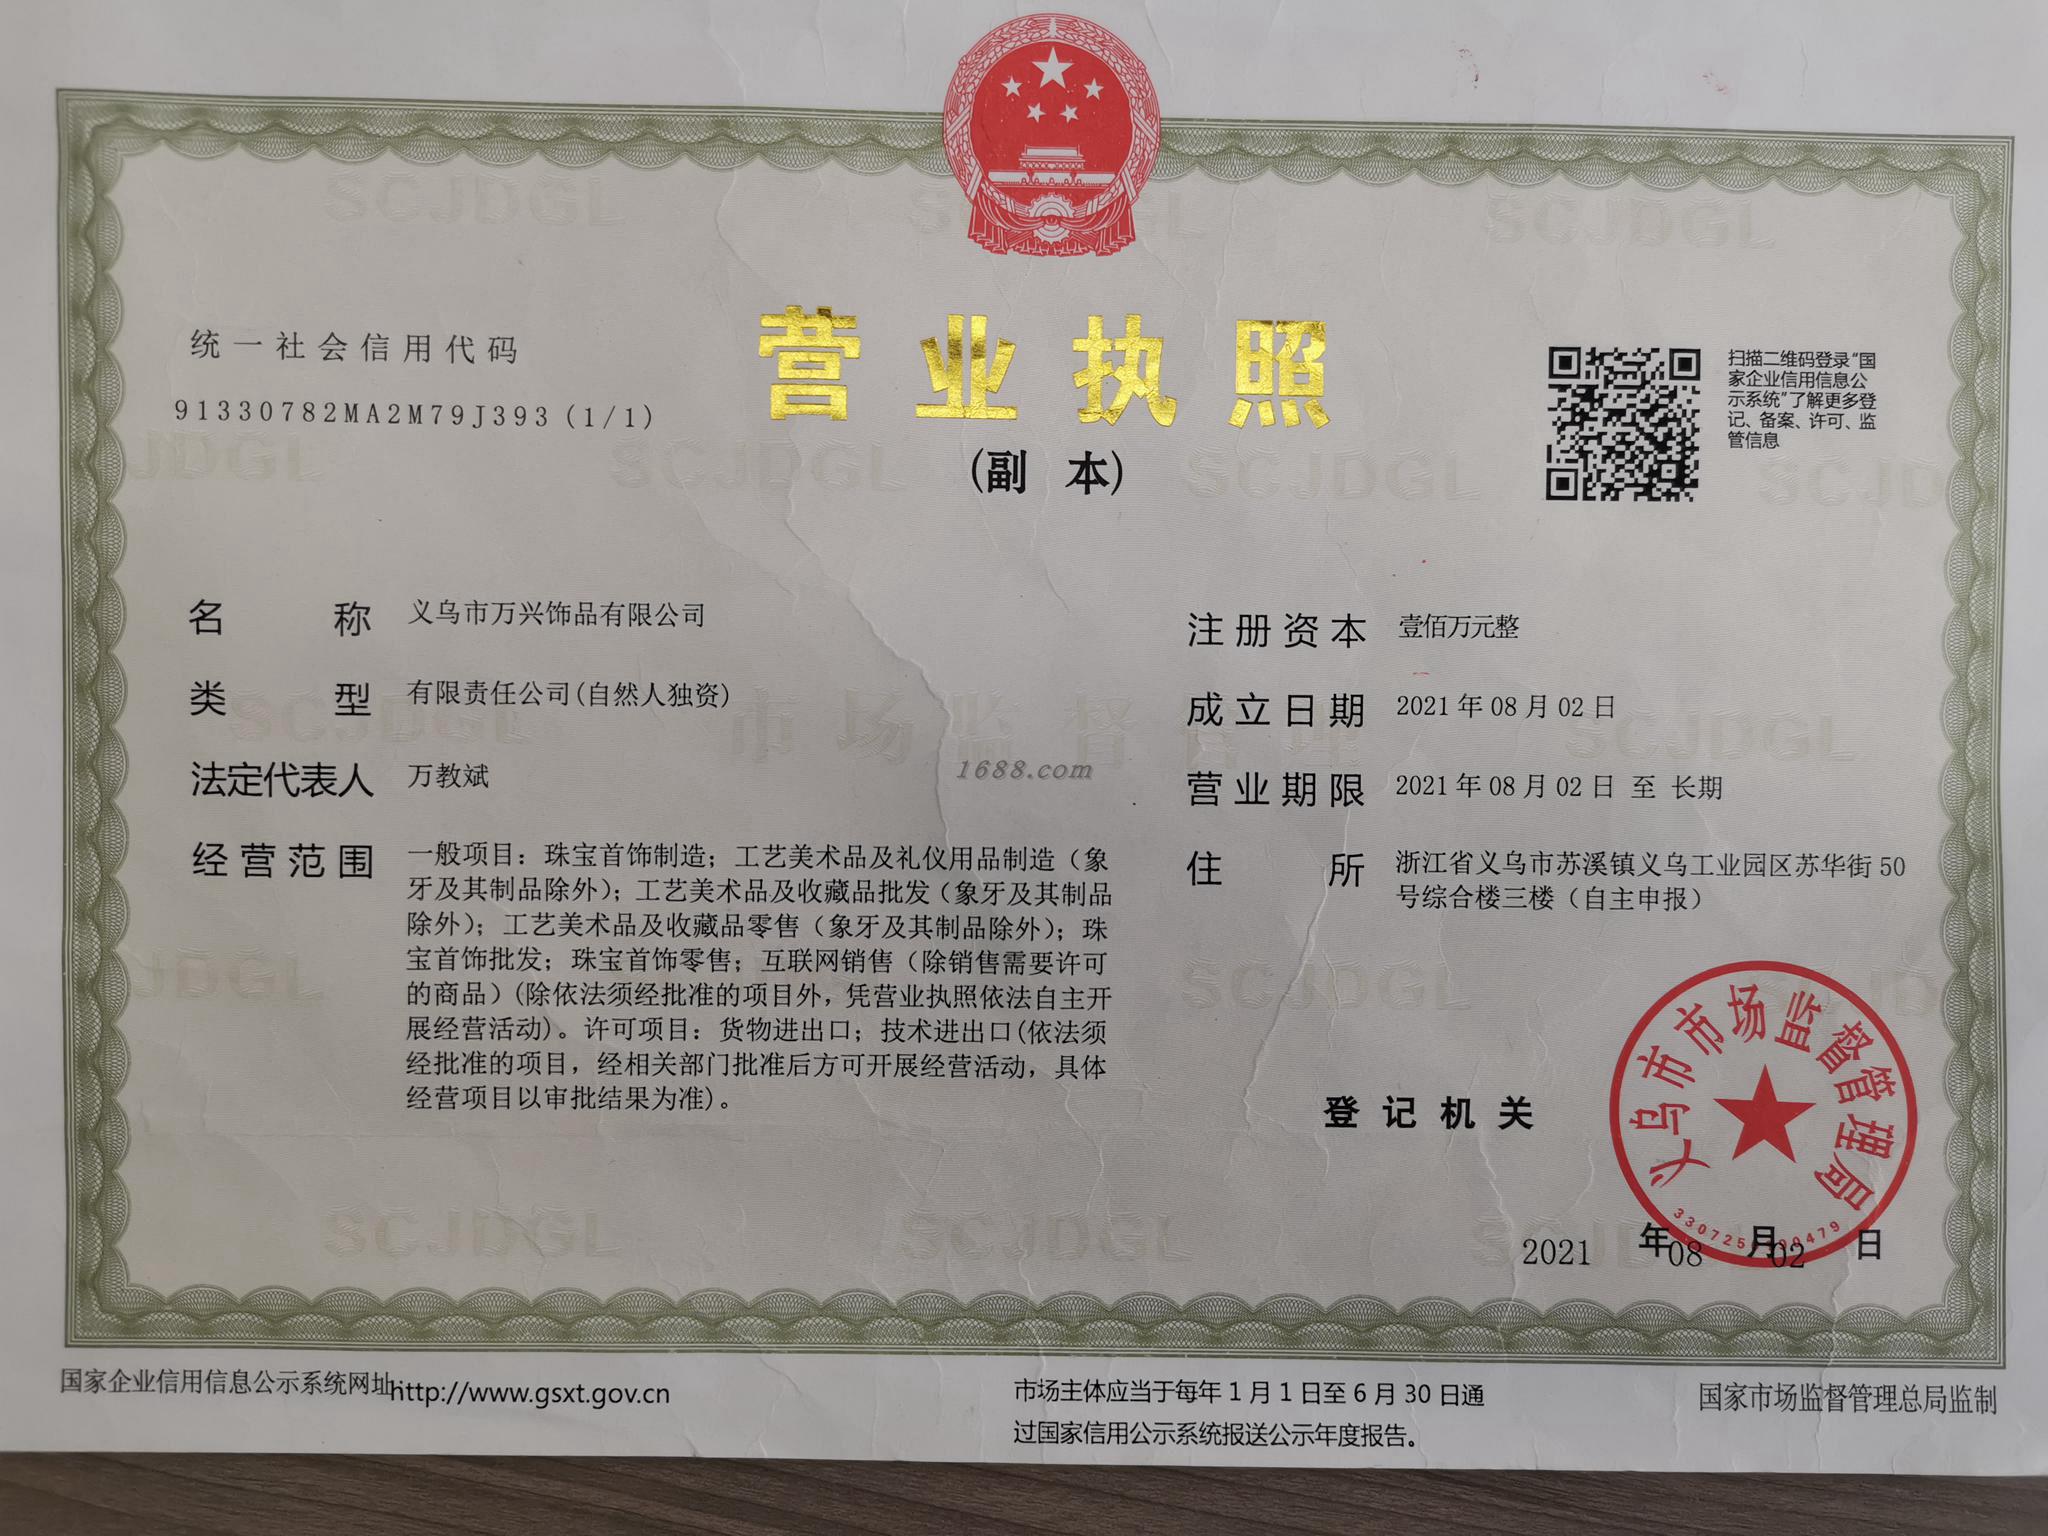 统一社会信用代码
91330782MA2M79J393(1/1)
营业执照
(副 本)
扫描二维码登录“国
家企业信用信息公
示系统”了解更多登
记、备案、许可、监
管信息
名 称 义乌市万兴饰品有限公司
类 型 有限责任公司(自然人独资)
法定代表人 万教斌
经营范围 一般项目：珠宝首饰制造；工艺美术品及礼仪用品制造（象
牙及其制品除外）；工艺美术品及收藏品批发（象牙及其制品
除外）；工艺美术品及收藏品零售（象牙及其制品除外）；珠
宝首饰批发；珠宝首饰零售；互联网销售（除销售需要许可
的商品）(除依法须经批准的项目外，凭营业执照依法自主开
展经营活动)。许可项目：货物进出口；技术进出口(依法须
经批准的项目，经相关部门批准后方可开展经营活动，具体
经营项目以审批结果为准)。
注册资本 壹佰万元整
成立日期 2021年08月02日
营业期限 2021年08月02日 至 长期
住 所 浙江省义乌市苏溪镇义乌工业园区苏华街50
号综合楼三楼（自主申报）
市场监督管理
1688.com
登记机关
义乌市市场监督管理局
2021 年08 月02 日
国家企业信用信息公示系统网址http://www.gsxt.gov.cn
市场主体应当于每年1月1日至6月30日通
过国家信用公示系统报送公示年度报告。
国家市场监督管理总局监制
SCJDGL
SCJDGL
SCJDGL
SCJDGL
SCJDGL
SCJDGL
SCJDGL
SCJDGL
SCJDGL